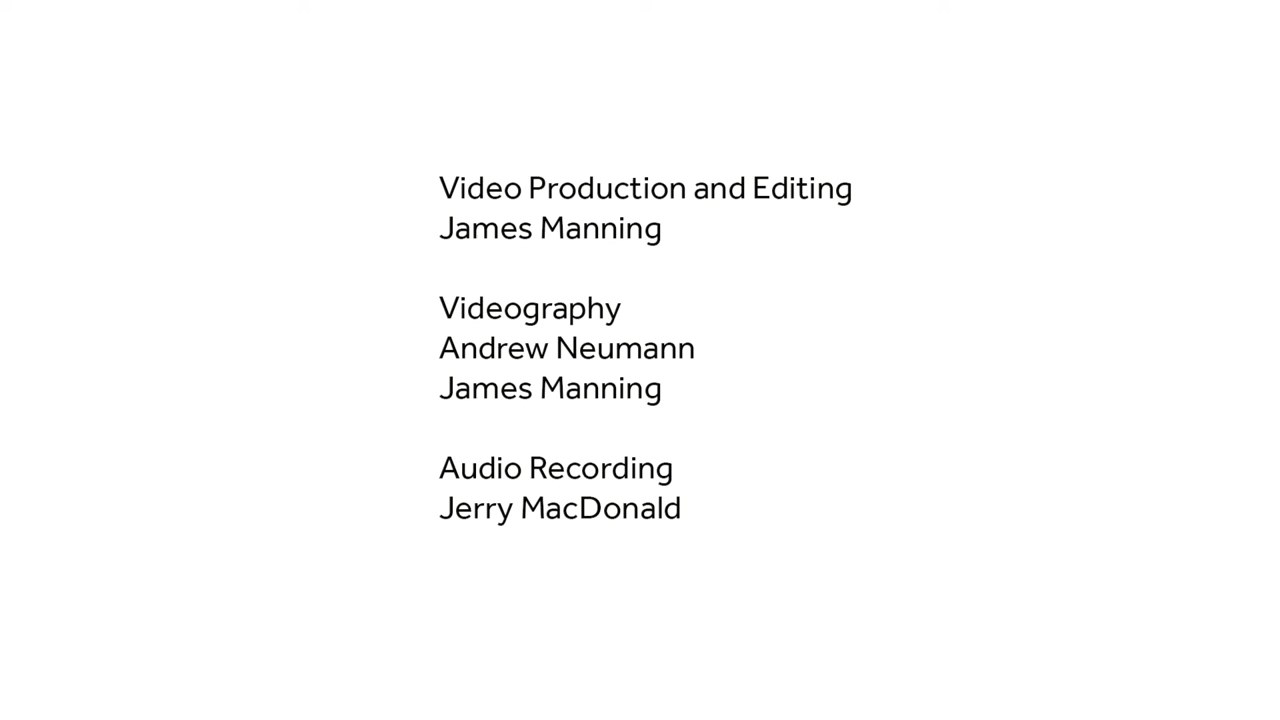 Video Production and Editing
James Manning
Videography
Andrew Neumann
James Manning
Audio Recording
Jerry MacDonald